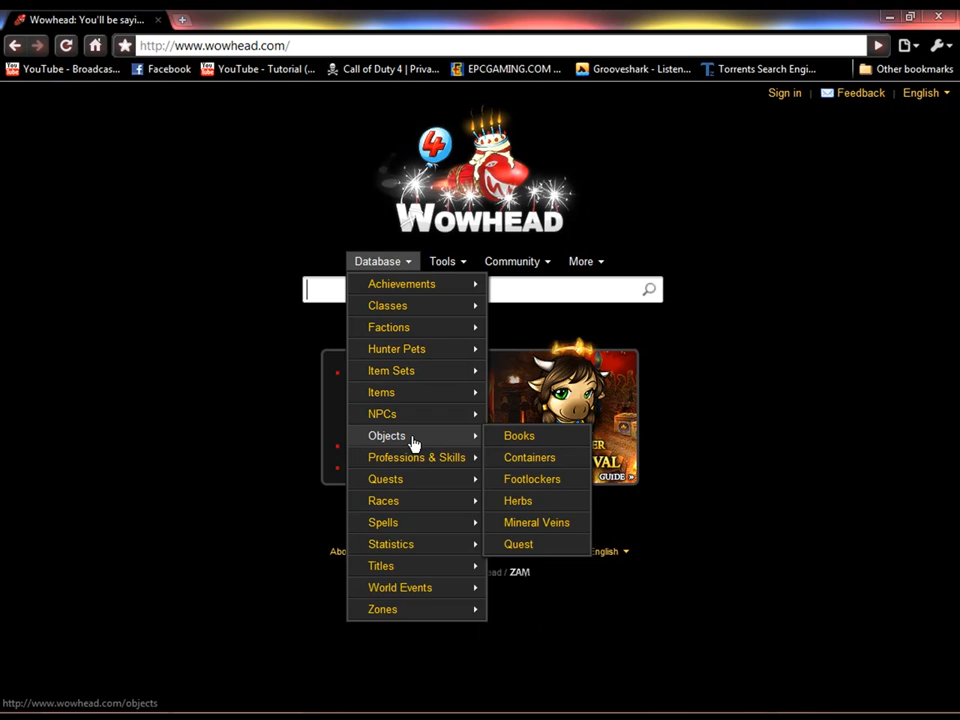 Wowhead: You'll be sayi...
http://www.wowhead.com/
YouTube - Broadcas...
Facebook
YouTube - Tutorial (...
Call of Duty 4 | Priva...
EPCGAMING.COM ...
Grooveshark - Listen...
Torrents Search Engi...
Other bookmarks
Sign in | Feedback | English
4
WOWHEAD
Database Tools Community More
Achievements
Classes
Factions
Hunter Pets
Item Sets
Items
NPCs
Objects
Books
Professions & Skills
Containers
Quests
Footlockers
Races
Herbs
Spells
Mineral Veins
Statistics
Quest
Titles
World Events
Zones
GUIDE »
ZAM
http://www.wowhead.com/objects